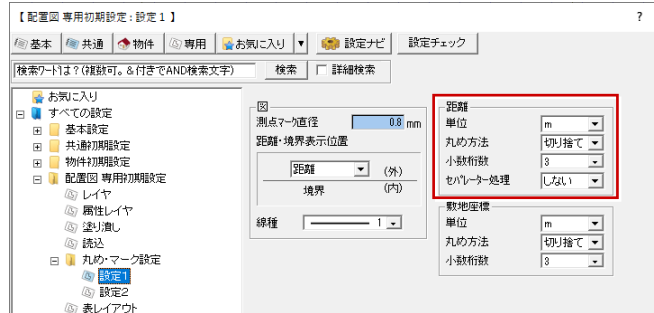 【 配置図 専用初期設定 : 設定１ 】 ?
基本 共通 物件 専用 お気に入り ▼ 設定ナビ 設定チェック
検索ワードは？(複数可。＆付きでAND検索文字) 検索 詳細検索
お気に入り
すべての設定
基本設定
共通初期設定
物件初期設定
配置図 専用初期設定
レイヤ
属性レイヤ
塗り潰し
読込
丸め・マーク設定
設定1
設定2
表レイアウト
図
測点マーク直径 0.8 mm
距離・境界表示位置
距離 (外)
境界 (内)
線種 1
距離
単位 m
丸め方法 切り捨て
小数桁数 3
セパレーター処理 しない
敷地座標
単位 m
丸め方法 切り捨て
小数桁数 3